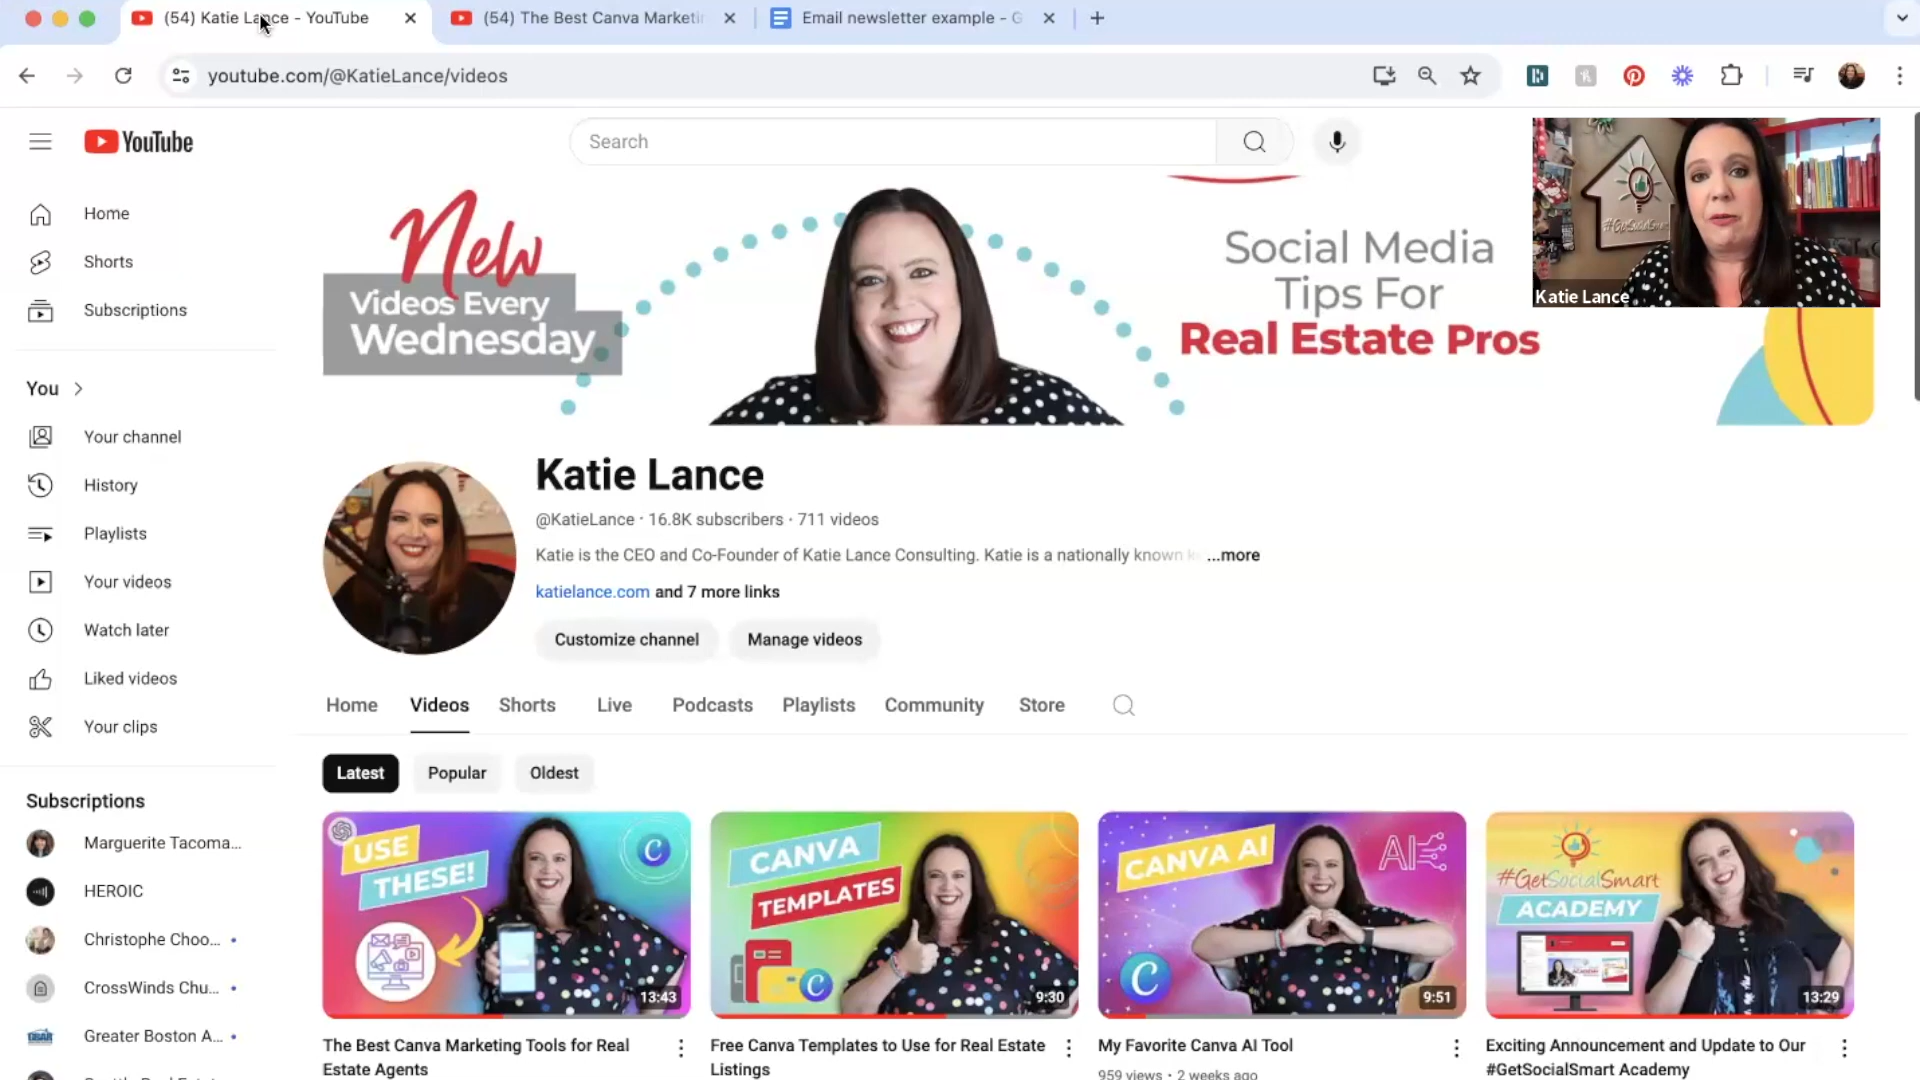 (54) Katie Lance - YouTube
(54) The Best Canva Marketi
Email newsletter example - G
youtube.com/@KatieLance/videos
YouTube
Search
Home
Shorts
Subscriptions
You
Your channel
History
Playlists
Your videos
Watch later
Liked videos
Your clips
Subscriptions
Marguerite Tacoma...
HEROIC
Christophe Choo...
CrossWinds Chu...
Greater Boston A...
New
Videos Every
Wednesday
Social Media
Tips For
Real Estate Pros
#GetSocialSmart
Katie Lance
Katie Lance
@KatieLance · 16.8K subscribers · 711 videos
Katie is the CEO and Co-Founder of Katie Lance Consulting. Katie is a nationally known ...more
katielance.com and 7 more links
Customize channel
Manage videos
Home
Videos
Shorts
Live
Podcasts
Playlists
Community
Store
Latest
Popular
Oldest
USE
THESE!
C
13:43
CANVA
TEMPLATES
C
9:30
CANVA AI
AI
C
9:51
#GetSocialSmart
ACADEMY
13:29
The Best Canva Marketing Tools for Real
Estate Agents
Free Canva Templates to Use for Real Estate
Listings
My Favorite Canva AI Tool
959 views • 2 weeks ago
Exciting Announcement and Update to Our
#GetSocialSmart Academy